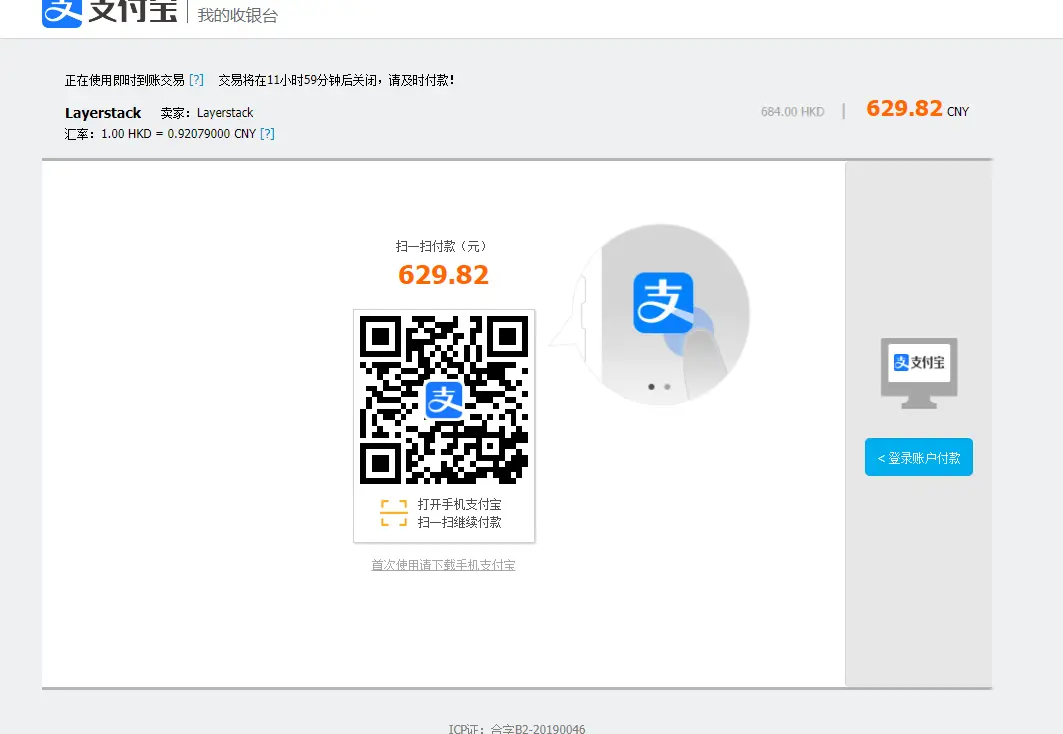 支付宝 我的收银台
正在使用即时到账交易 [?] 交易将在11小时59分钟后关闭，请及时付款！
Layerstack 卖家：Layerstack
684.00 HKD | 629.82 CNY
汇率：1.00 HKD = 0.92079000 CNY [?]
扫一扫付款（元）
629.82
支
支
支付宝
< 登录账户付款
打开手机支付宝
扫一扫继续付款
首次使用请下载手机支付宝
ICP证：合字B2-20190046